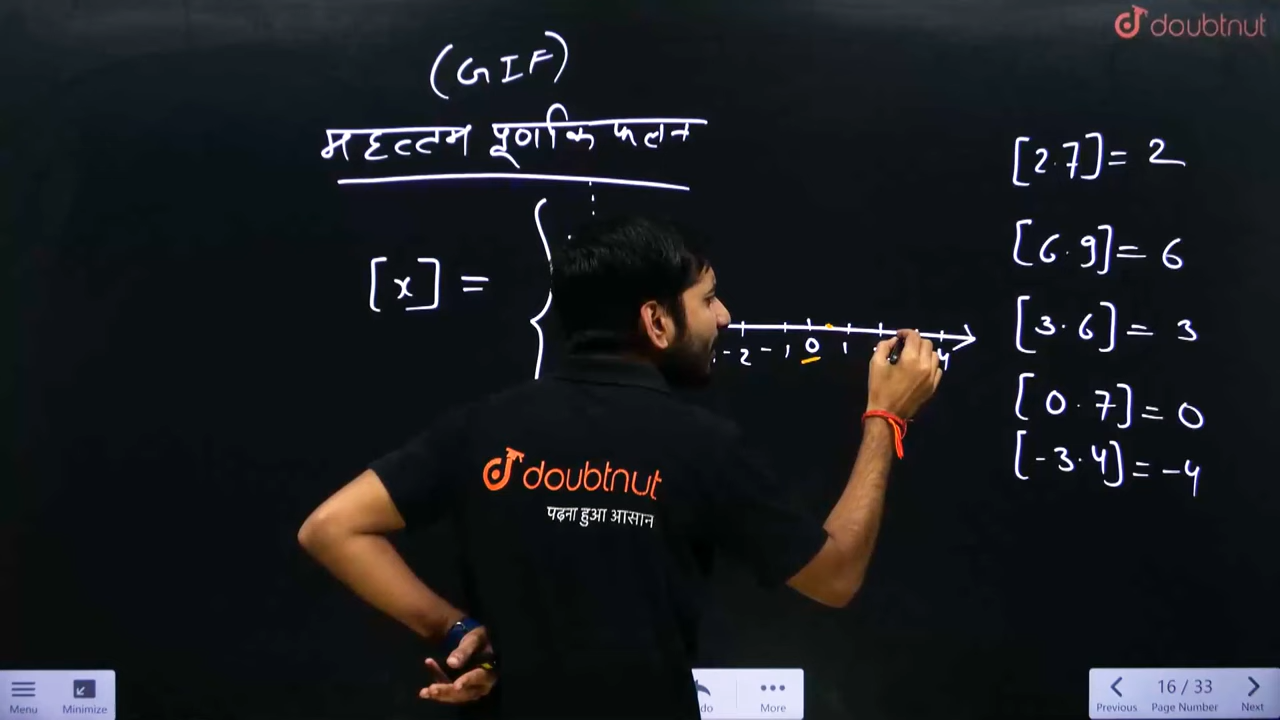 doubtnut
(GIF)
महत्तम पूर्णांक फलन
[x] =
-2 -1 0 1 4
[2.7] = 2
[6.9] = 6
[3.6] = 3
[0.7] = 0
[-3.4] = -4
doubtnut
पढ़ना हुआ आसान
Menu Minimize
More
Previous 16 / 33 Page Number Next